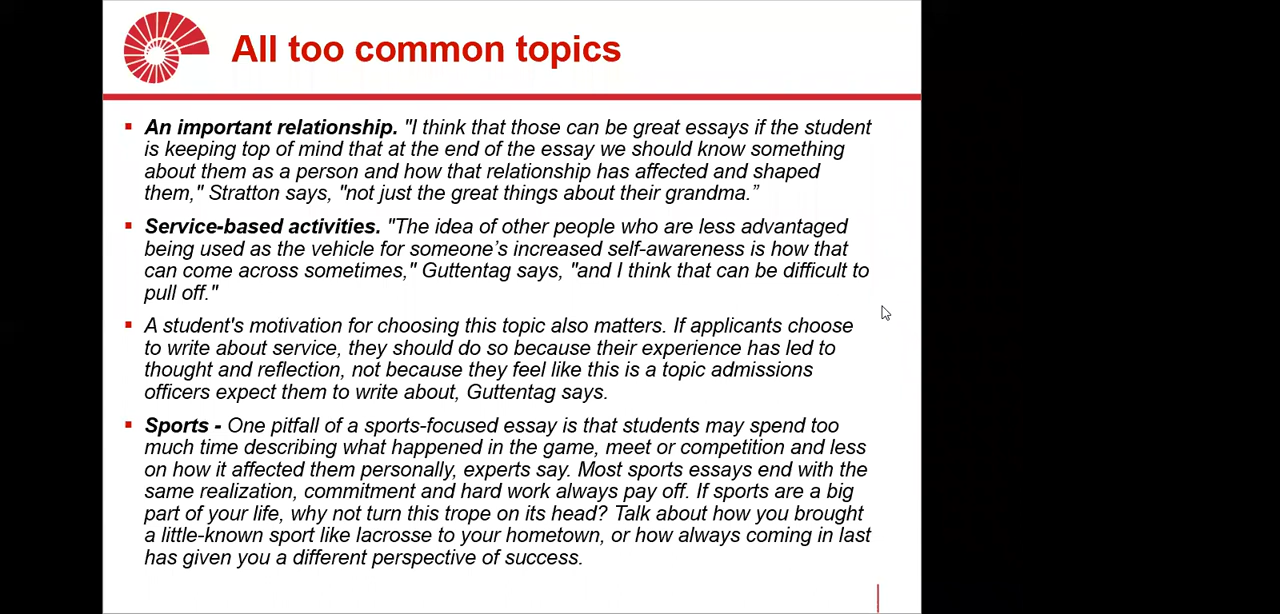 All too common topics
An important relationship. "I think that those can be great essays if the student
is keeping top of mind that at the end of the essay we should know something
about them as a person and how that relationship has affected and shaped
them," Stratton says, "not just the great things about their grandma.”
Service-based activities. "The idea of other people who are less advantaged
being used as the vehicle for someone’s increased self-awareness is how that
can come across sometimes," Guttentag says, "and I think that can be difficult to
pull off."
A student's motivation for choosing this topic also matters. If applicants choose
to write about service, they should do so because their experience has led to
thought and reflection, not because they feel like this is a topic admissions
officers expect them to write about, Guttentag says.
Sports - One pitfall of a sports-focused essay is that students may spend too
much time describing what happened in the game, meet or competition and less
on how it affected them personally, experts say. Most sports essays end with the
same realization, commitment and hard work always pay off. If sports are a big
part of your life, why not turn this trope on its head? Talk about how you brought
a little-known sport like lacrosse to your hometown, or how always coming in last
has given you a different perspective of success.